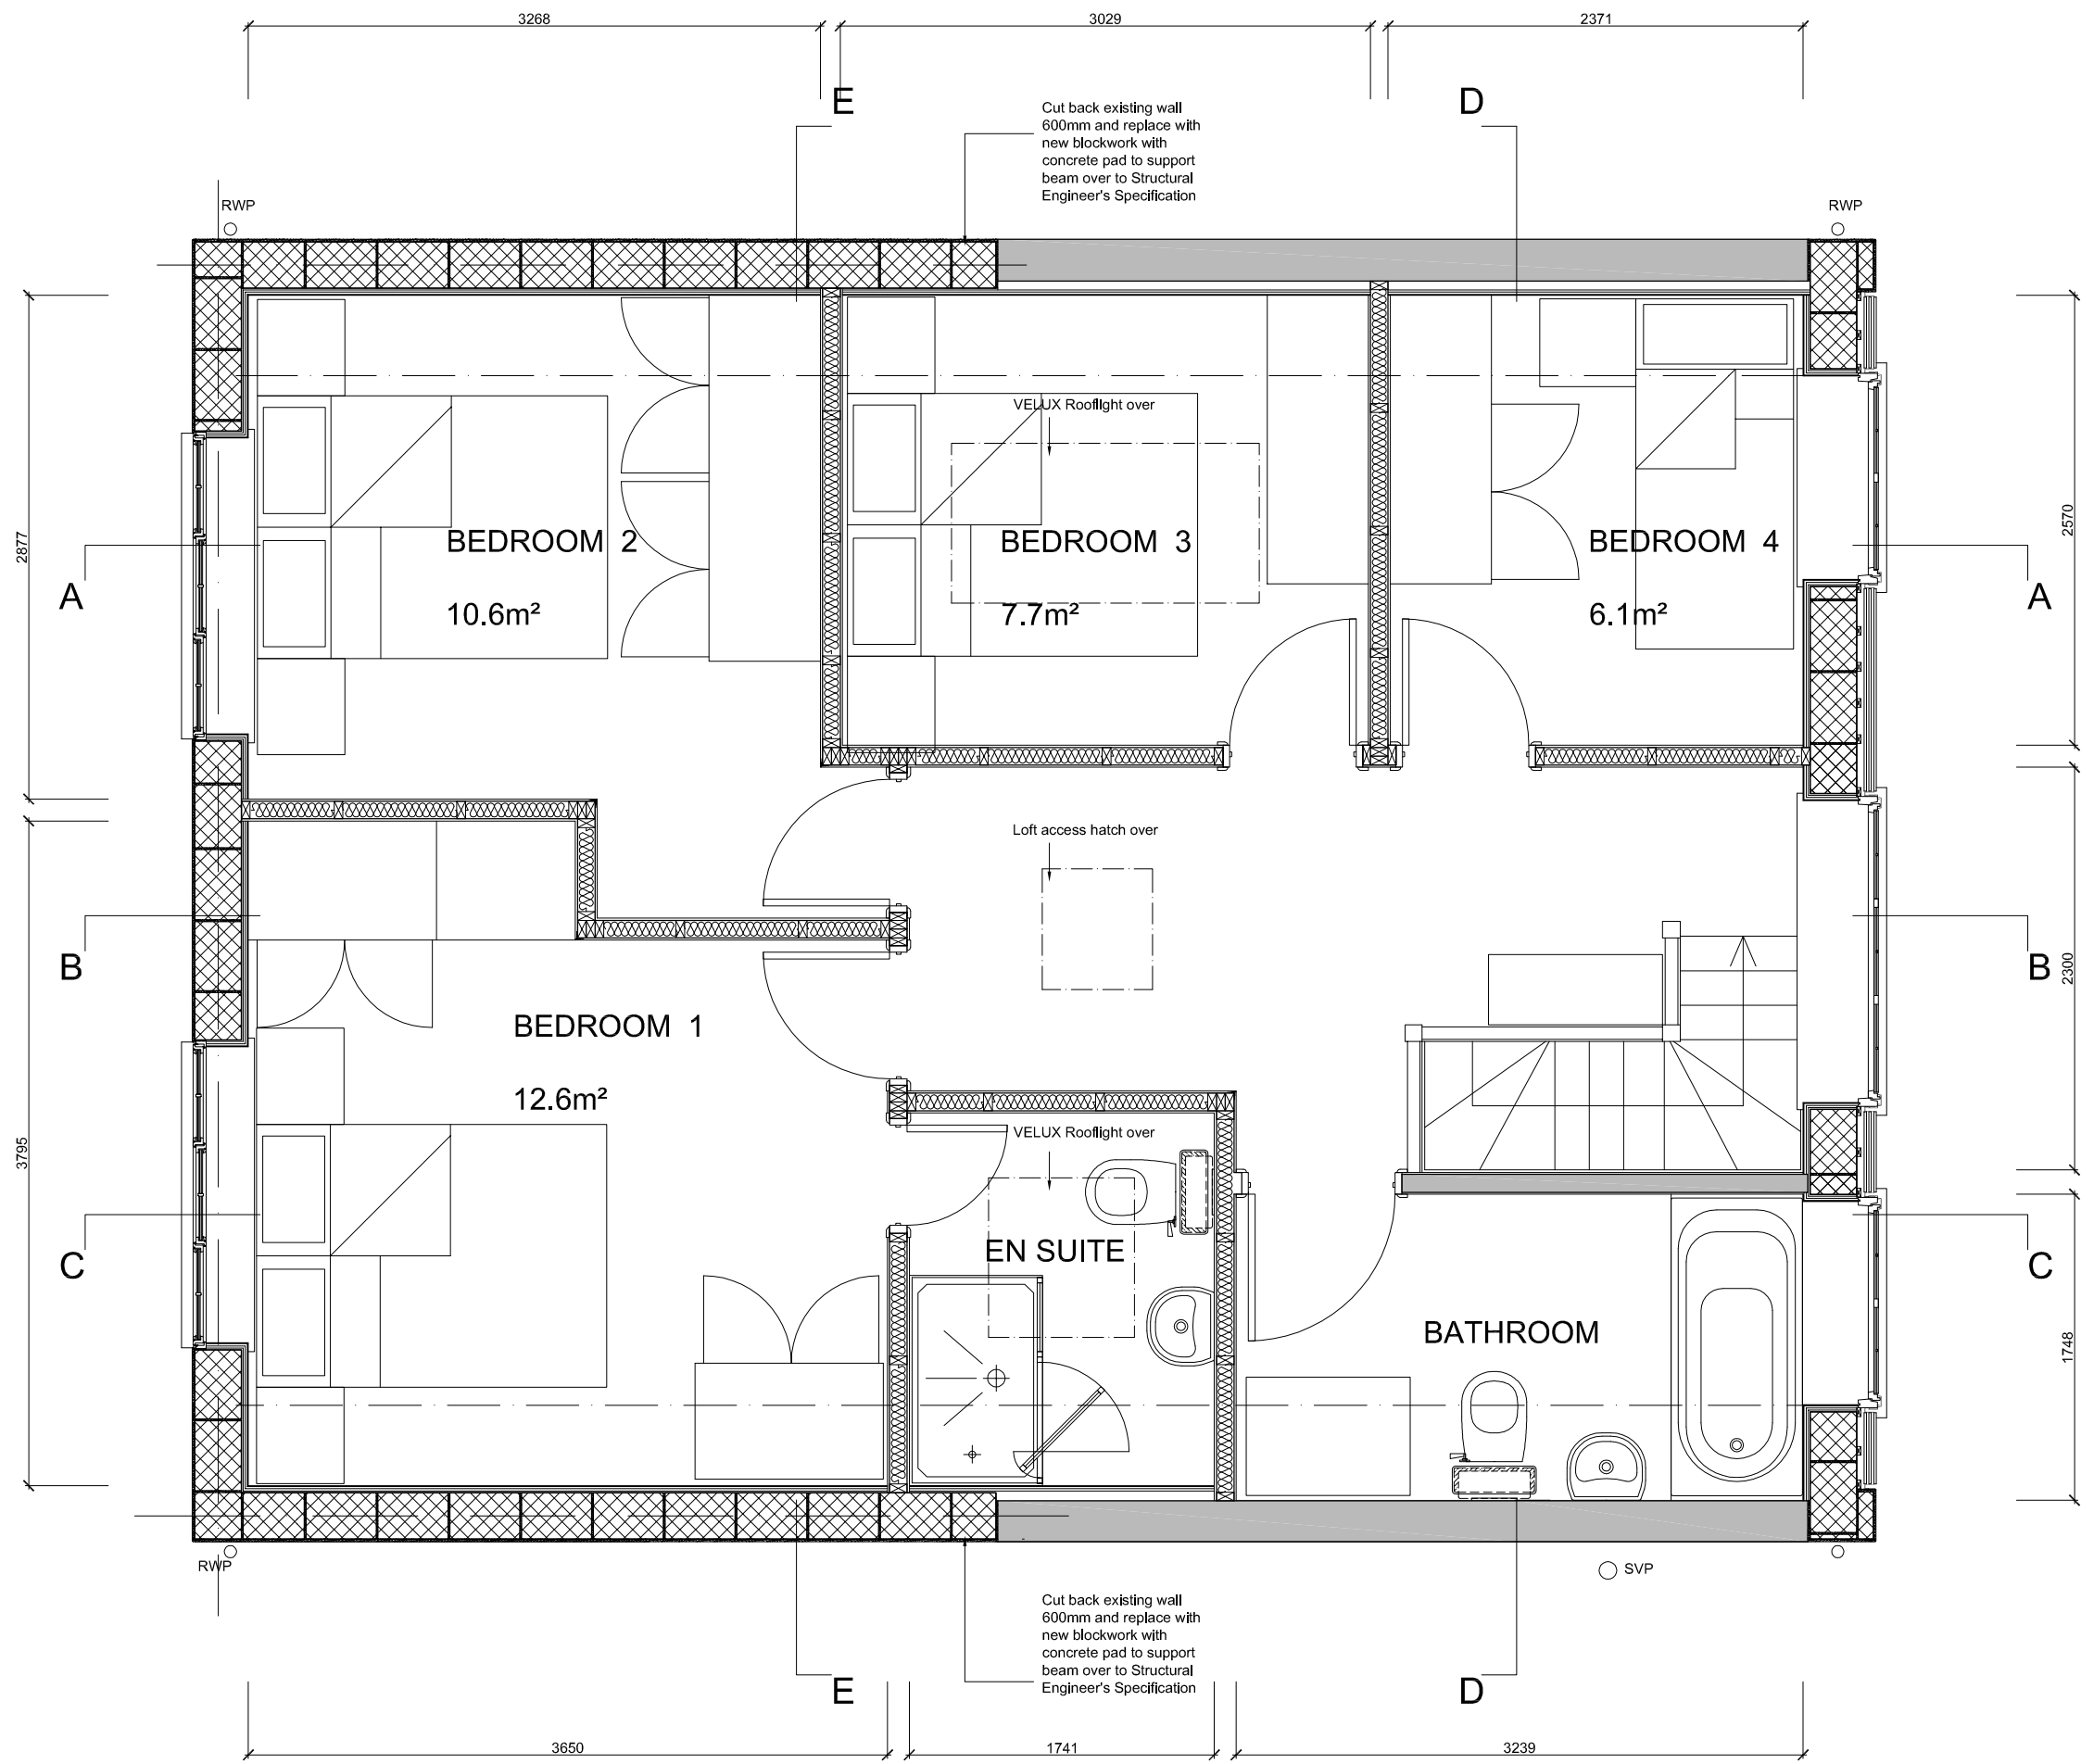 3268
3029
2371
E
D
Cut back existing wall
600mm and replace with
new blockwork with
concrete pad to support
beam over to Structural
Engineer's Specification
RWP
RWP
2877
2570
VELUX Rooflight over
BEDROOM 2
10.6m²
BEDROOM 3
7.7m²
BEDROOM 4
6.1m²
A
A
Loft access hatch over
B
B
2300
BEDROOM 1
12.6m²
3795
VELUX Rooflight over
EN SUITE
C
C
BATHROOM
1748
RWP
SVP
Cut back existing wall
600mm and replace with
new blockwork with
concrete pad to support
beam over to Structural
Engineer's Specification
E
D
3650
1741
3239